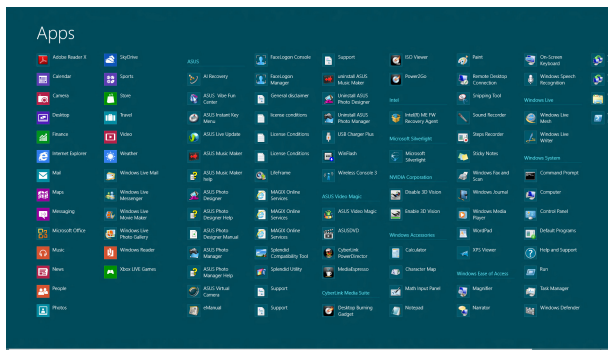 Apps
Adobe Reader X
Calendar
Camera
Desktop
Finance
Internet Explorer
Mail
Maps
Messaging
Microsoft Office
Music
News
People
Photos
SkyDrive
Sports
Store
Travel
Video
Weather
Windows Live Mail
Windows Live
Messenger
Windows Live
Movie Maker
Windows Live
Photo Gallery
Windows Reader
Xbox LIVE Games
ASUS
AI Recovery
ASUS Vibe Fun
Center
ASUS Instant Key
Menu
ASUS Live Update
ASUS Music Maker
ASUS Music Maker
help
ASUS Photo
Designer
ASUS Photo
Designer Help
ASUS Photo
Designer Manual
ASUS Photo
Manager
ASUS Photo
Manager Help
ASUS Virtual
Camera
eManual
FaceLogon Console
FaceLogon
Manager
General disclaimer
license conditions
License Conditions
License Conditions
LifeFrame
MAGIX Online
Services
MAGIX Online
Services
MAGIX Online
Services
Splendid
Compatibility Tool
Splendid Utility
Support
Support
Support
uninstall ASUS
Music Maker
Uninstall ASUS
Photo Designer
Uninstall ASUS
Photo Manager
USB Charger Plus
WinFlash
Wireless Console 3
ASUS Video Magic
ASUS Video Magic
ASUSDVD
CyberLink
PowerDirector
MediaEspresso
CyberLink Media Suite
Desktop Burning
Gadget
ISO Viewer
Power2Go
Intel
Intel(R) ME FW
Recovery Agent
Microsoft Silverlight
Microsoft
Silverlight
NVIDIA Corporation
Disable 3D Vision
Enable 3D Vision
Windows Accessories
Calculator
Character Map
Math Input Panel
Notepad
Paint
Remote Desktop
Connection
Snipping Tool
Sound Recorder
Steps Recorder
Sticky Notes
Windows Fax and
Scan
Windows Journal
Windows Media
Player
WordPad
XPS Viewer
Windows Ease of Access
Magnifier
Narrator
On-Screen
Keyboard
Windows Speech
Recognition
Windows Live
Windows Live
Mesh
Windows Live
Writer
Windows System
Command Prompt
Computer
Control Panel
Default Programs
Help and Support
Run
Task Manager
Windows Defender